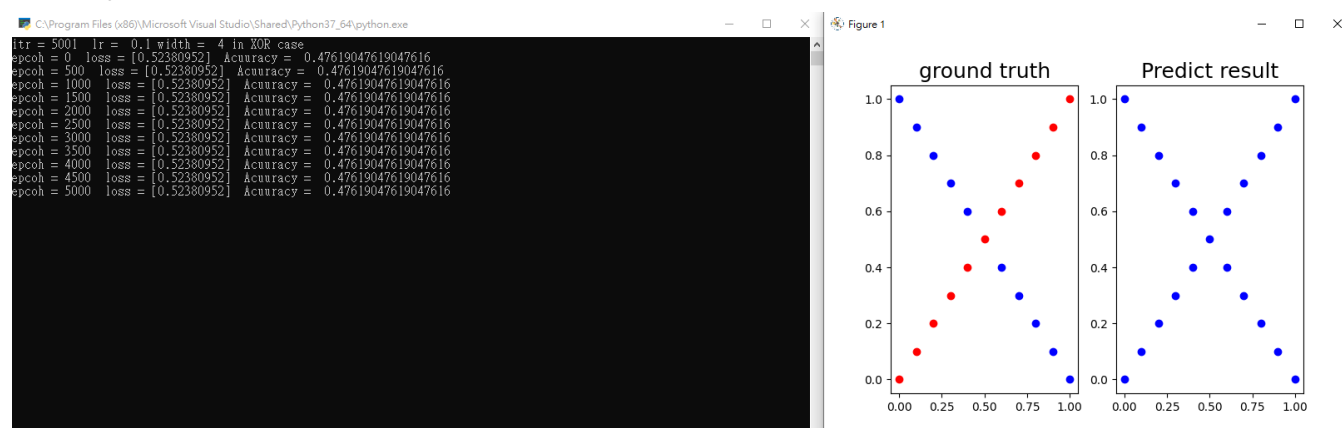 C:\Program Files (x86)\Microsoft Visual Studio\Shared\Python37_64\python.exe
itr = 5001 lr = 0.1 width = 4 in XOR case
epcoh = 0 loss = [0.52380952] Acuuracy = 0.47619047619047616
epcoh = 500 loss = [0.52380952] Acuuracy = 0.47619047619047616
epcoh = 1000 loss = [0.52380952] Acuuracy = 0.47619047619047616
epcoh = 1500 loss = [0.52380952] Acuuracy = 0.47619047619047616
epcoh = 2000 loss = [0.52380952] Acuuracy = 0.47619047619047616
epcoh = 2500 loss = [0.52380952] Acuuracy = 0.47619047619047616
epcoh = 3000 loss = [0.52380952] Acuuracy = 0.47619047619047616
epcoh = 3500 loss = [0.52380952] Acuuracy = 0.47619047619047616
epcoh = 4000 loss = [0.52380952] Acuuracy = 0.47619047619047616
epcoh = 4500 loss = [0.52380952] Acuuracy = 0.47619047619047616
epcoh = 5000 loss = [0.52380952] Acuuracy = 0.47619047619047616
Figure 1
ground truth
1.0
0.8
0.6
0.4
0.2
0.0
0.00 0.25 0.50 0.75 1.00
Predict result
1.0
0.8
0.6
0.4
0.2
0.0
0.00 0.25 0.50 0.75 1.00